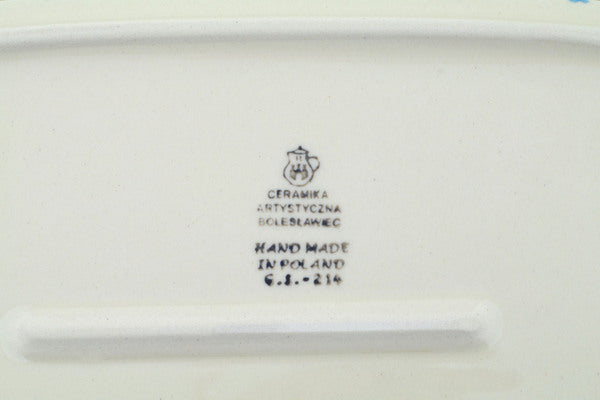 CERAMIKA
ARTYSTYCZNA
BOLESŁAWIEC
HAND MADE
IN POLAND
G.I.-214